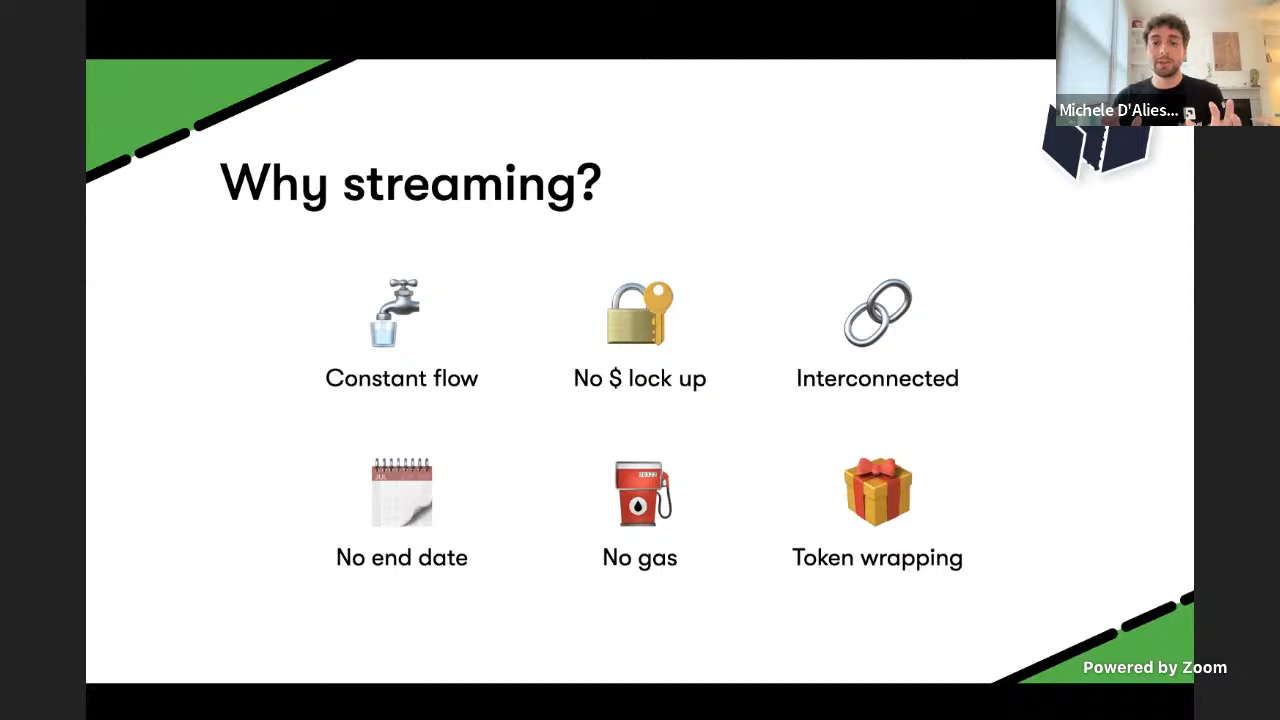 Michele D'Alies...
Why streaming?
Constant flow
No $ lock up
Interconnected
JUL
No end date
No gas
Token wrapping
Powered by Zoom